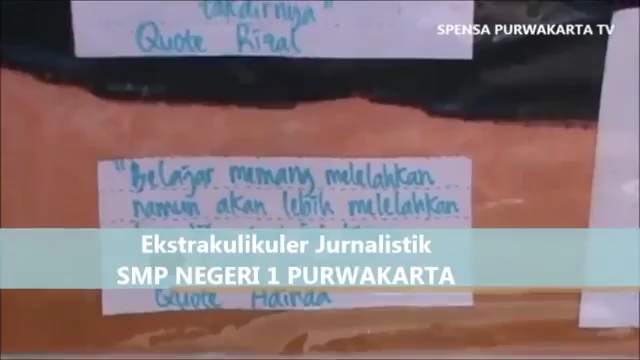 takdirnya"
Quote Rizal
SPENSA PURWAKARTA TV
"Belajar memang melelahkan
namun akan lebih melelahkan
Ekstrakulikuler Jurnalistik
SMP NEGERI 1 PURWAKARTA
Quote